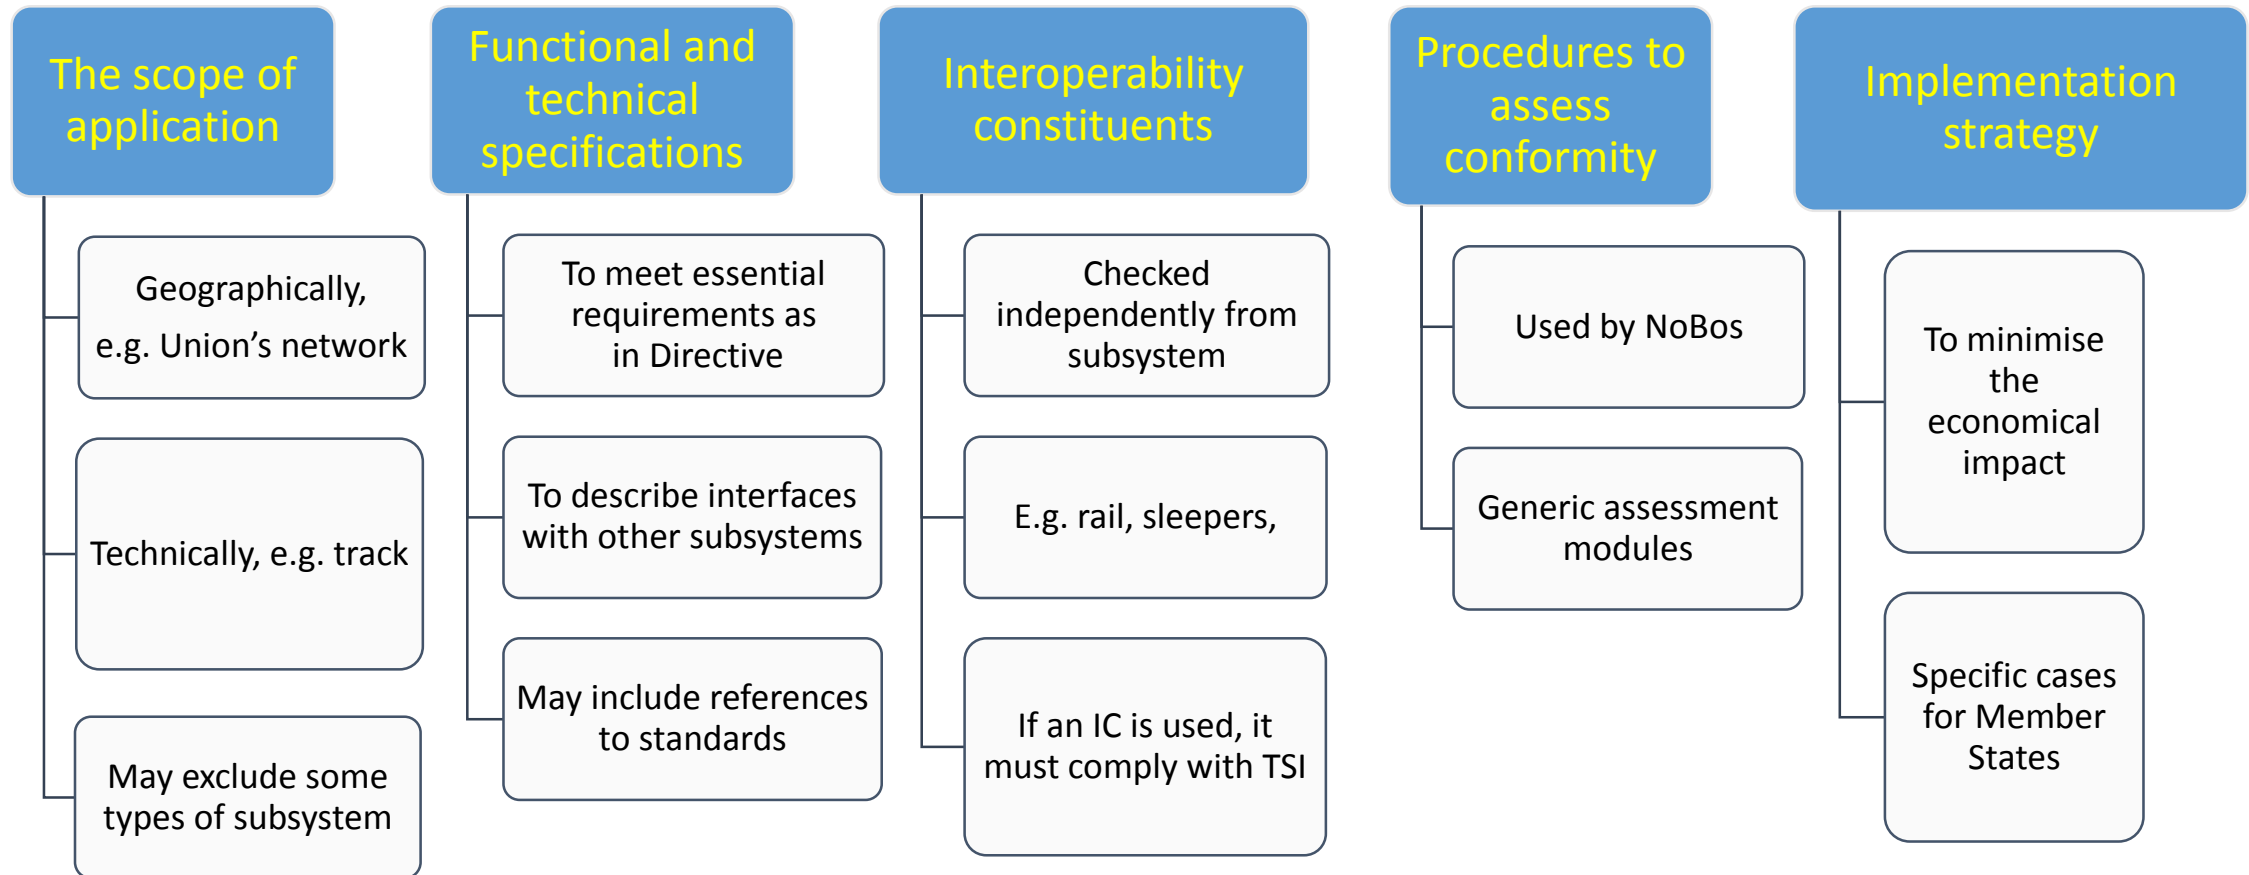 The scope of
application
Geographically,
e.g. Union’s network
Technically, e.g. track
May exclude some
types of subsystem
Functional and
technical
specifications
To meet essential
requirements as
in Directive
To describe interfaces
with other subsystems
May include references
to standards
Interoperability
constituents
Checked
independently from
subsystem
E.g. rail, sleepers,
If an IC is used, it
must comply with TSI
Procedures to
assess
conformity
Used by NoBos
Generic assessment
modules
Implementation
strategy
To minimise
the
economical
impact
Specific cases
for Member
States